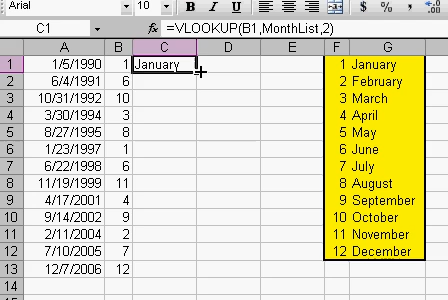 Arial 10 B I U $ %
C1 fx =VLOOKUP(B1,MonthList,2)
A B C D E F G
1 1/5/1990 1 January 1 January
2 6/4/1991 6 2 February
3 10/31/1992 10 3 March
4 3/30/1994 3 4 April
5 8/27/1995 8 5 May
6 1/23/1997 1 6 June
7 6/22/1998 6 7 July
8 11/19/1999 11 8 August
9 4/17/2001 4 9 September
10 9/14/2002 9 10 October
11 2/11/2004 2 11 November
12 7/10/2005 7 12 December
13 12/7/2006 12
14